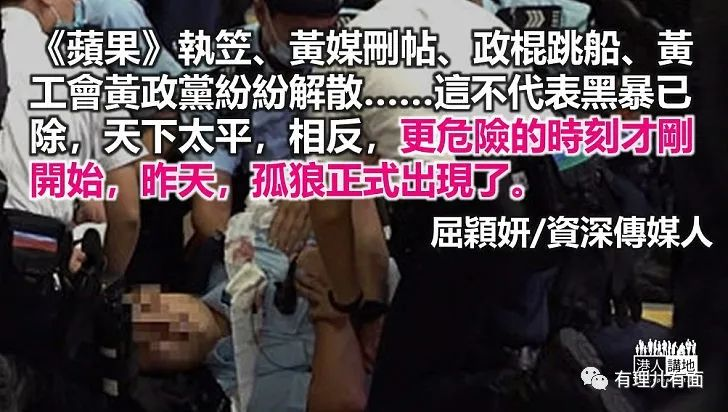 《蘋果》執笠、黃媒刪帖、政棍跳船、黃
工會黃政黨紛紛解散......這不代表黑暴已
除，天下太平，相反，更危險的時刻才剛
開始，昨天，孤狼正式出現了。
屈穎妍/資深傳媒人
港人講地
有理儿有面